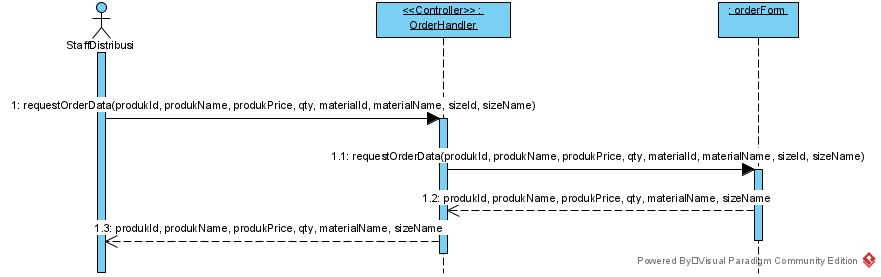 <<Controller>> :
OrderHandler
: orderForm
StaffDistribusi
1: requestOrderData(produkId, produkName, produkPrice, qty, materialId, materialName, sizeId, sizeName)
1.1: requestOrderData(produkId, produkName, produkPrice, qty, materialId, materialName, sizeId, sizeName)
1.2: produkId, produkName, produkPrice, qty, materialName, sizeName
1.3: produkId, produkName, produkPrice, qty, materialName, sizeName
Powered By Visual Paradigm Community Edition